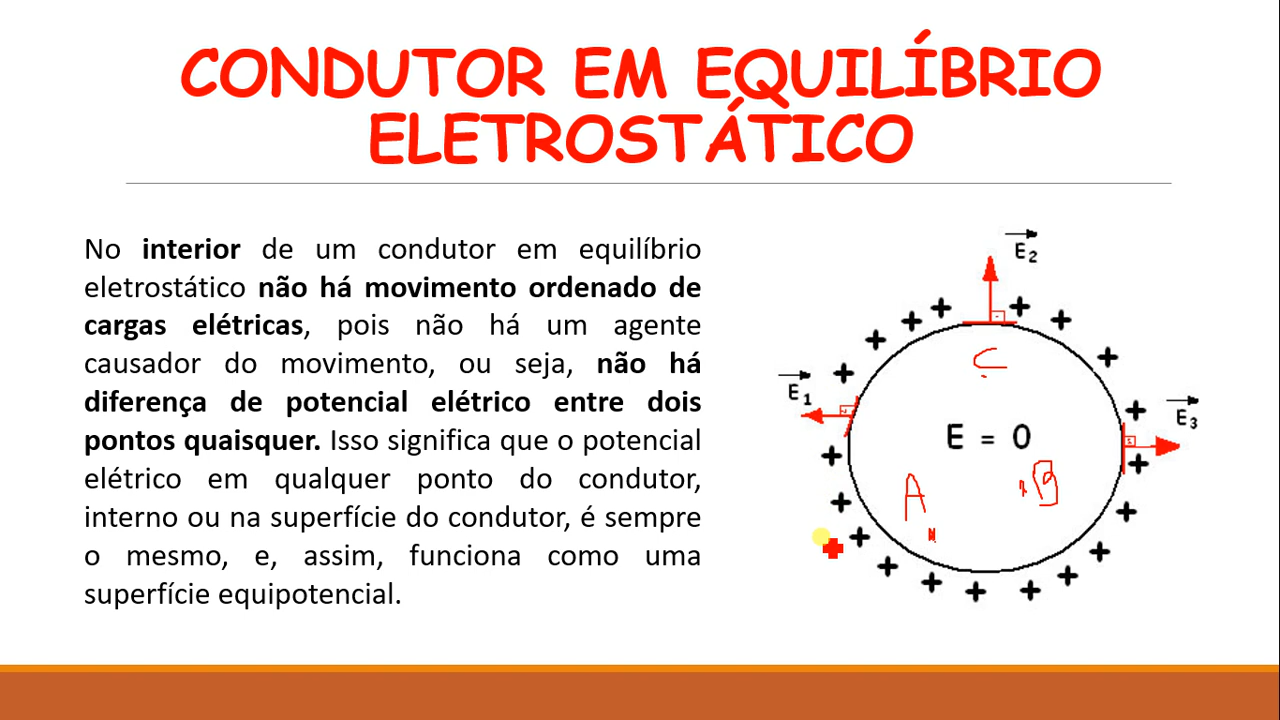 CONDUTOR EM EQUILÍBRIO
ELETROSTÁTICO
No interior de um condutor em equilíbrio
eletrostático não há movimento ordenado de
cargas elétricas, pois não há um agente
causador do movimento, ou seja, não há
diferença de potencial elétrico entre dois
pontos quaisquer. Isso significa que o potencial
elétrico em qualquer ponto do condutor,
interno ou na superfície do condutor, é sempre
o mesmo, e, assim, funciona como uma
superfície equipotencial.
E2
E1
E3
C
E = 0
A
B